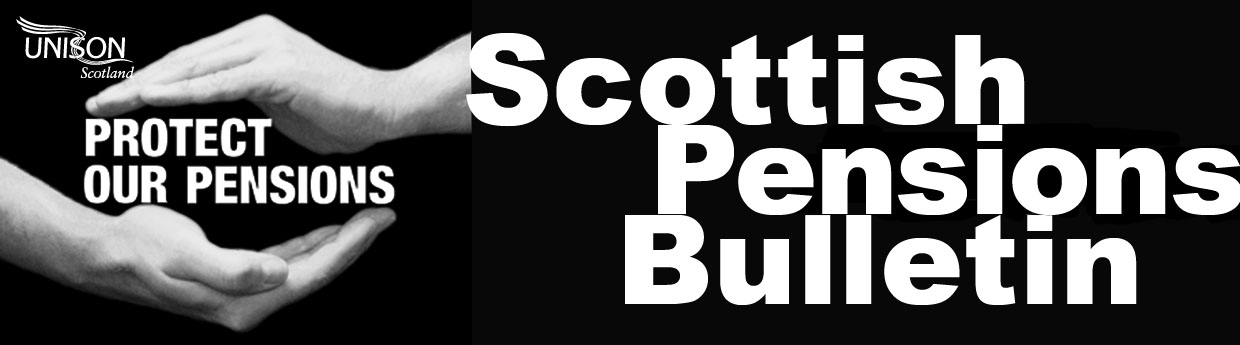 UNISON
Scotland
PROTECT
OUR PENSIONS
Scottish
Pensions
Bulletin